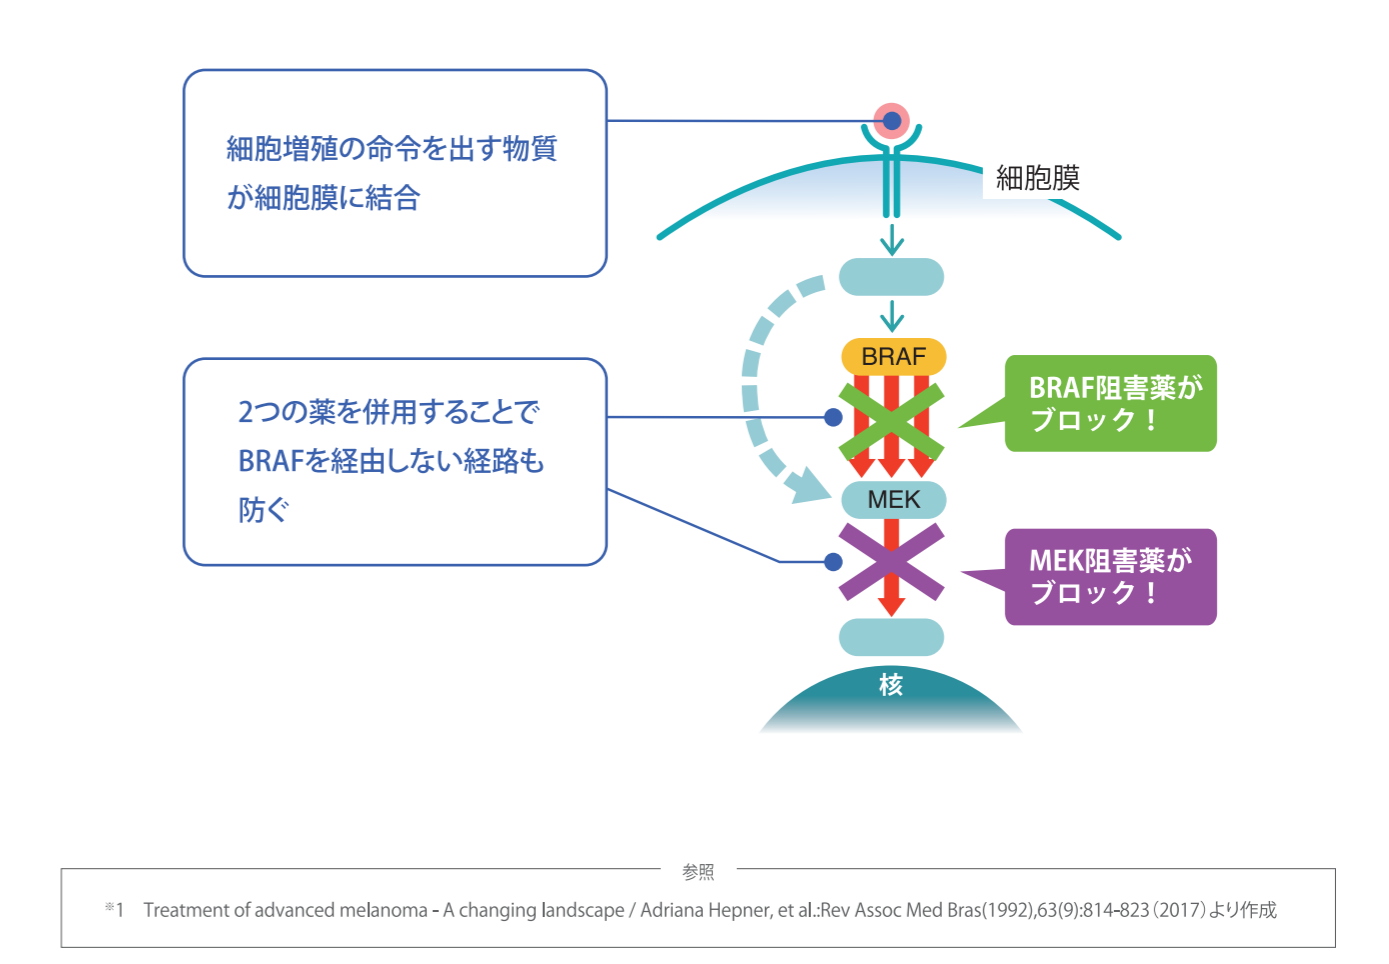 細胞増殖の命令を出す物質
が細胞膜に結合
細胞膜
BRAF
BRAF阻害薬が
ブロック！
2つの薬を併用することで
BRAFを経由しない経路も
防ぐ
MEK
MEK阻害薬が
ブロック！
核
参照
※1 Treatment of advanced melanoma - A changing landscape / Adriana Hepner, et al.:Rev Assoc Med Bras(1992),63(9):814-823（2017）より作成